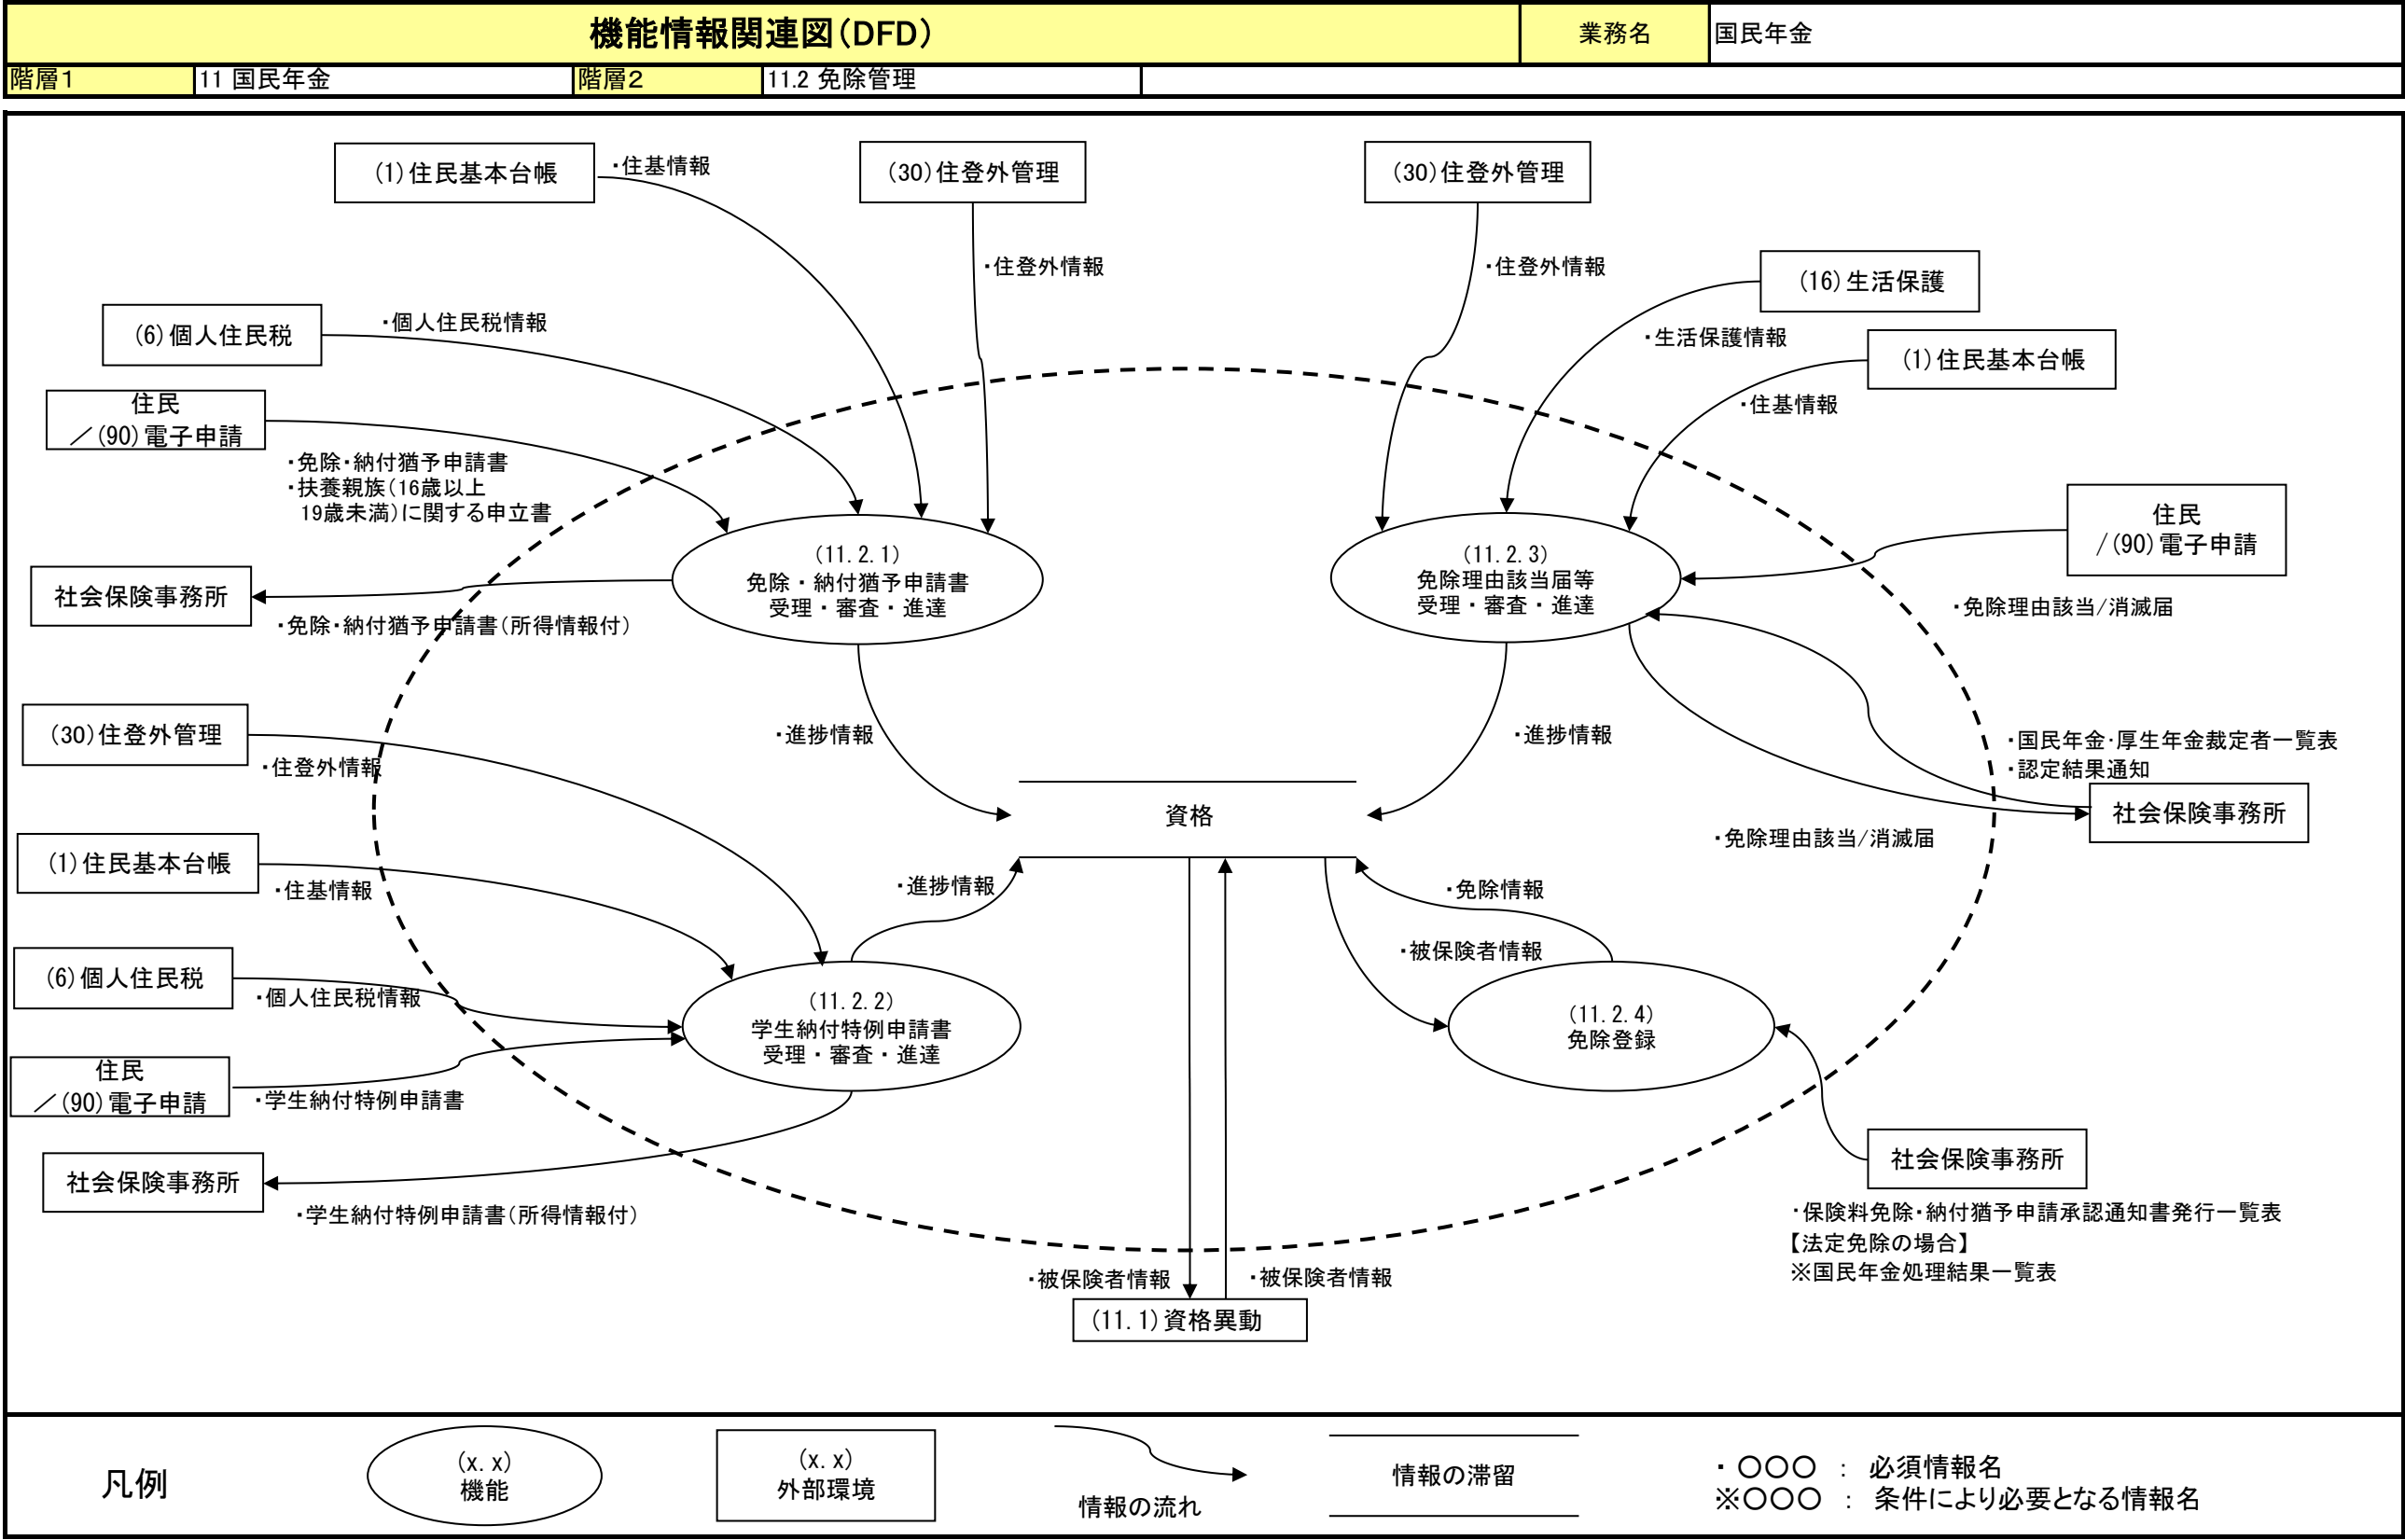 機能情報関連図（DFD）
業務名
国民年金
階層１
11 国民年金
階層２
11.2 免除管理
(1)住民基本台帳
・住基情報
(30)住登外管理
・住登外情報
(30)住登外管理
・住登外情報
(16)生活保護
・生活保護情報
(1)住民基本台帳
・住基情報
(6)個人住民税
・個人住民税情報
住民
／(90)電子申請
・免除・納付猶予申請書
・扶養親族（16歳以上
19歳未満）に関する申立書
住民
/(90)電子申請
・免除理由該当/消滅届
(11.2.1)
免除・納付猶予申請書
受理・審査・進達
(11.2.3)
免除理由該当届等
受理・審査・進達
社会保険事務所
・免除・納付猶予申請書（所得情報付）
(30)住登外管理
・住登外情報
・進捗情報
・進捗情報
・国民年金・厚生年金裁定者一覧表
・認定結果通知
社会保険事務所
・免除理由該当/消滅届
資格
(1)住民基本台帳
・住基情報
・進捗情報
・免除情報
・被保険者情報
(6)個人住民税
・個人住民税情報
(11.2.2)
学生納付特例申請書
受理・審査・進達
(11.2.4)
免除登録
住民
／(90)電子申請
・学生納付特例申請書
社会保険事務所
・学生納付特例申請書（所得情報付）
社会保険事務所
・保険料免除・納付猶予申請承認通知書発行一覧表
【法定免除の場合】
※国民年金処理結果一覧表
・被保険者情報
・被保険者情報
(11.1)資格異動
凡例
(x.x)
機能
(x.x)
外部環境
情報の流れ
情報の滞留
・ 〇〇〇 ： 必須情報名
※〇〇〇 ： 条件により必要となる情報名